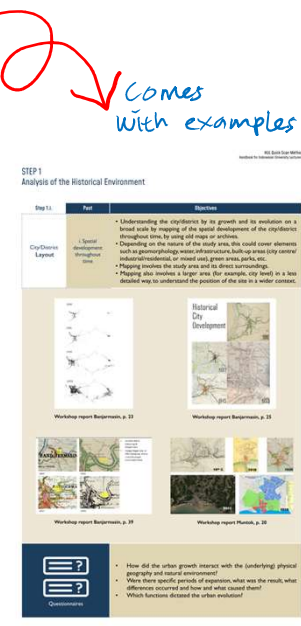 Comes
with examples
HUL Quick Scan Method
Handbook for Indonesian University Lecturers
STEP 1
Analysis of the Historical Environment
Step 1.i. Past Objectives
City/District
Layout
i. Spatial
development
throughout
time
• Understanding the city/district by its growth and its evolution on a
broad scale by mapping of the spatial development of the city/district
throughout time, by using old maps or archives.
• Depending on the nature of the study area, this could cover elements
such as geomorphology, water, infrastructure, built-up areas (city centre/
industrial/residential, or mixed use), green areas, parks, etc.
• Mapping involves the study area and its direct surroundings.
• Mapping also involves a larger area (for example, city level) in a less
detailed way, to understand the position of the site in a wider context.
Historical
City
Development
Workshop report Banjarmasin, p. 23
Workshop report Banjarmasin, p. 25
Workshop report Banjarmasin, p. 39
Workshop report Muntok, p. 20
Questionnaires
• How did the urban growth interact with the (underlying) physical
geography and natural environment?
• Were there specific periods of expansion, what was the result, what
differences occurred and how and what caused them?
• Which functions dictated the urban evolution?